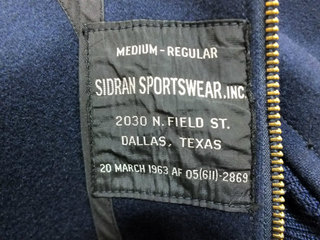 MEDIUM-REGULAR
SIDRAN SPORTSWEAR,INC.
2030 N. FIELD ST.
DALLAS, TEXAS
20 MARCH 1963 AF 05(611)-2869